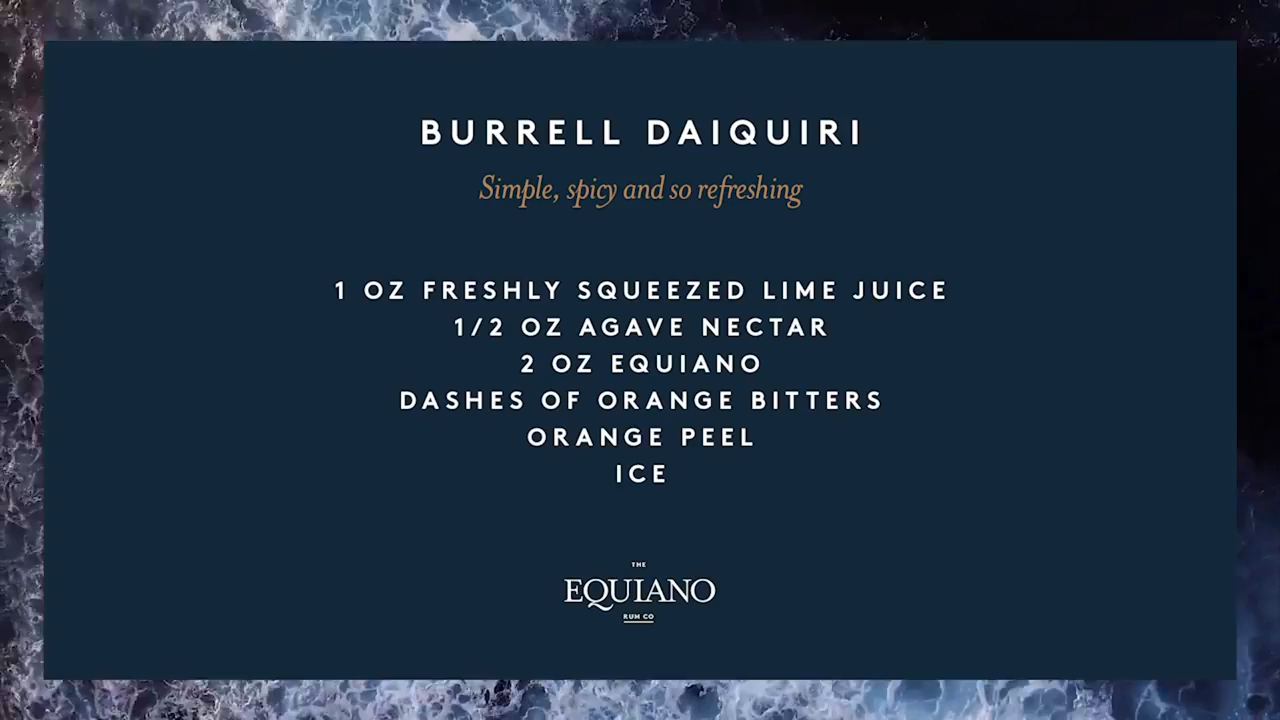 BURRELL DAIQUIRI
Simple, spicy and so refreshing
1 OZ FRESHLY SQUEEZED LIME JUICE
1/2 OZ AGAVE NECTAR
2 OZ EQUIANO
DASHES OF ORANGE BITTERS
ORANGE PEEL
ICE
THE
EQUIANO
RUM CO